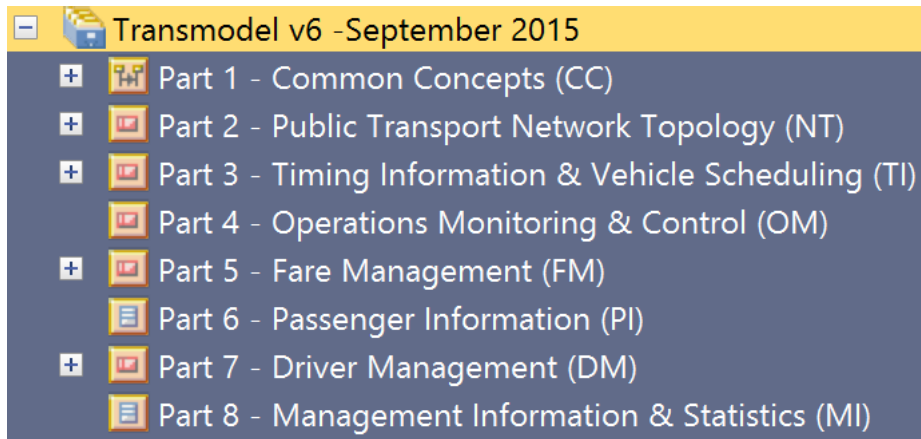 Transmodel v6 -September 2015
Part 1 - Common Concepts (CC)
Part 2 - Public Transport Network Topology (NT)
Part 3 - Timing Information & Vehicle Scheduling (TI)
Part 4 - Operations Monitoring & Control (OM)
Part 5 - Fare Management (FM)
Part 6 - Passenger Information (PI)
Part 7 - Driver Management (DM)
Part 8 - Management Information & Statistics (MI)